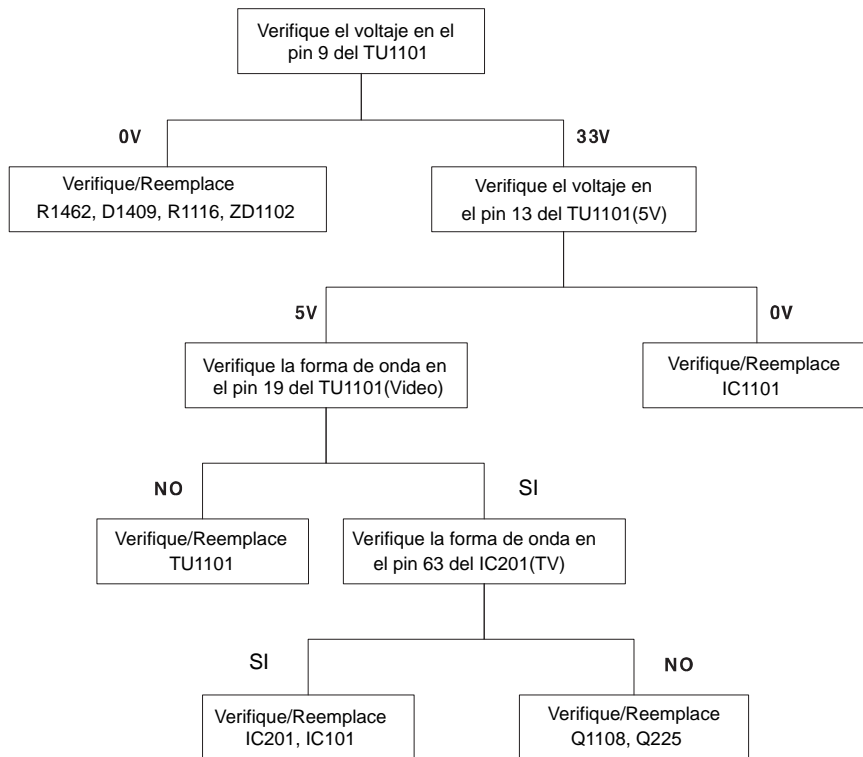 Verifique el voltaje en el
pin 9 del TU1101
0V
33V
Verifique/Reemplace
R1462, D1409, R1116, ZD1102
Verifique el voltaje en
el pin 13 del TU1101(5V)
5V
0V
Verifique la forma de onda en
el pin 19 del TU1101(Video)
Verifique/Reemplace
IC1101
NO
SI
Verifique/Reemplace
TU1101
Verifique la forma de onda en
el pin 63 del IC201(TV)
SI
NO
Verifique/Reemplace
IC201, IC101
Verifique/Reemplace
Q1108, Q225